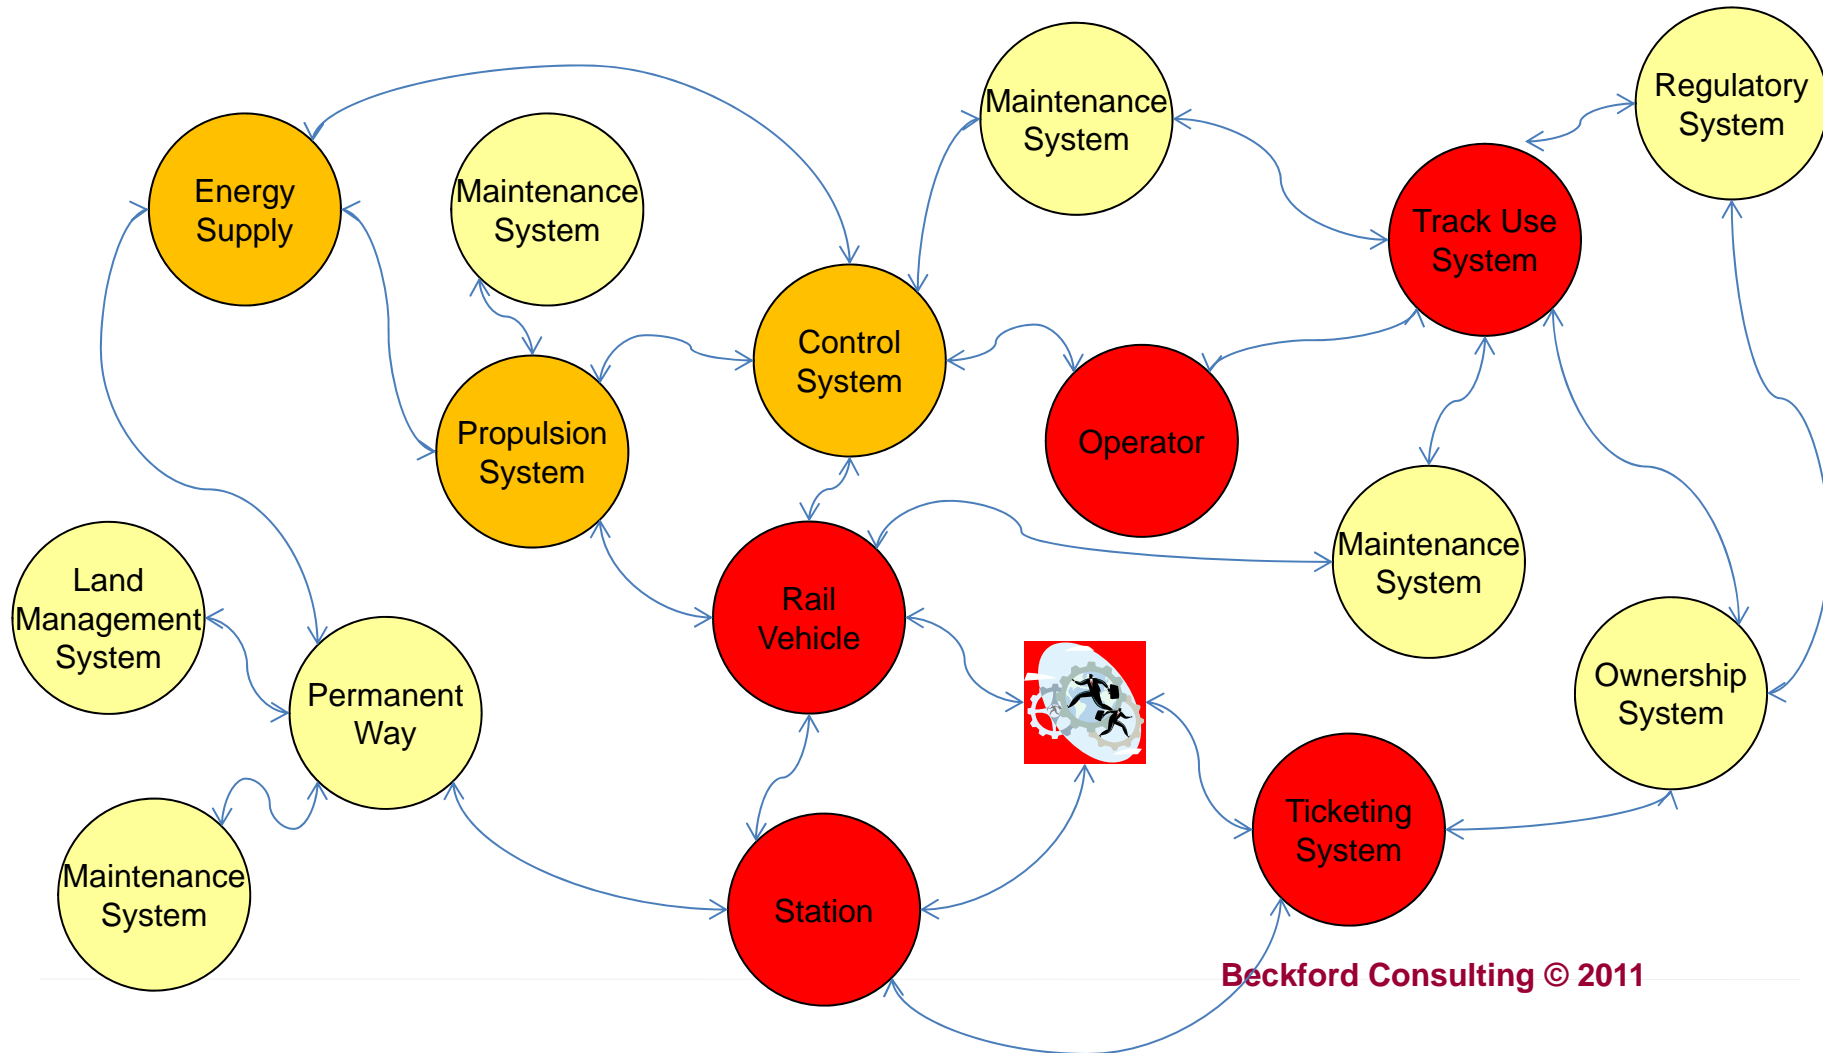 Regulatory
System
Maintenance
System
Energy
Supply
Maintenance
System
Track Use
System
Control
System
Propulsion
System
Operator
Maintenance
System
Land
Management
System
Rail
Vehicle
Permanent
Way
Ownership
System
Ticketing
System
Maintenance
System
Station
Beckford Consulting © 2011